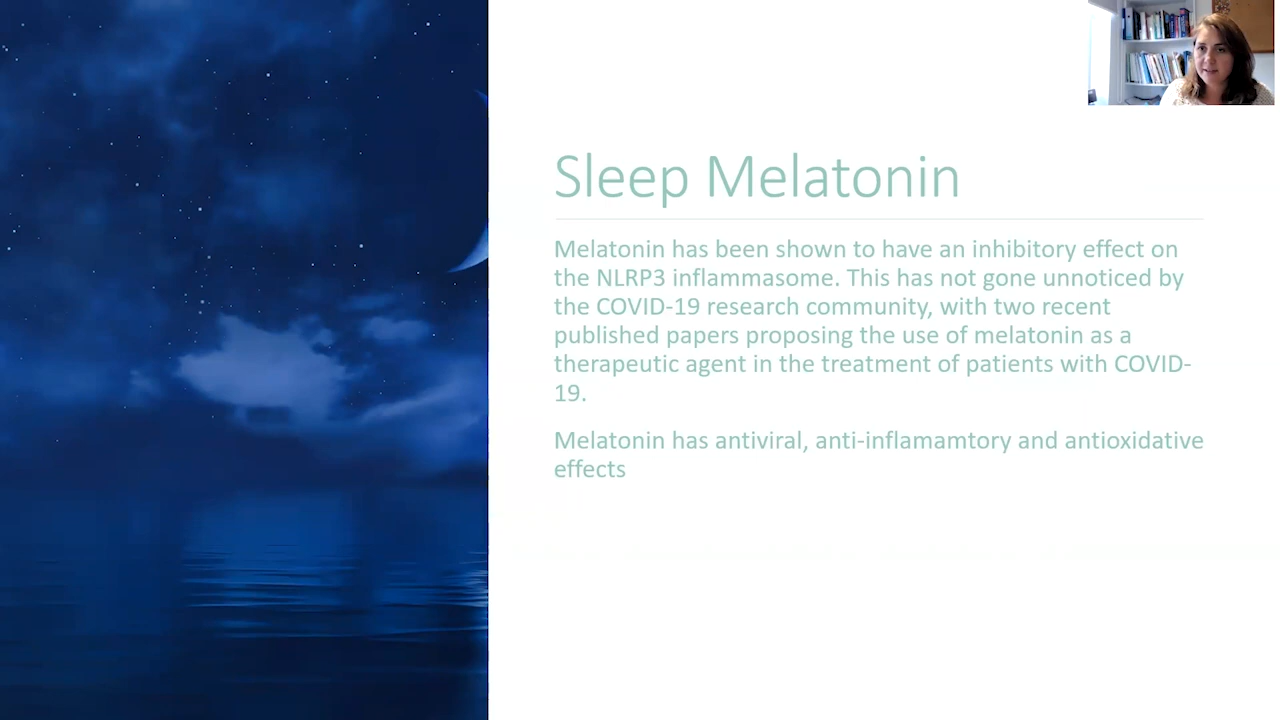 Sleep Melatonin
Melatonin has been shown to have an inhibitory effect on
the NLRP3 inflammasome. This has not gone unnoticed by
the COVID-19 research community, with two recent
published papers proposing the use of melatonin as a
therapeutic agent in the treatment of patients with COVID-
19.
Melatonin has antiviral, anti-inflamamtory and antioxidative
effects